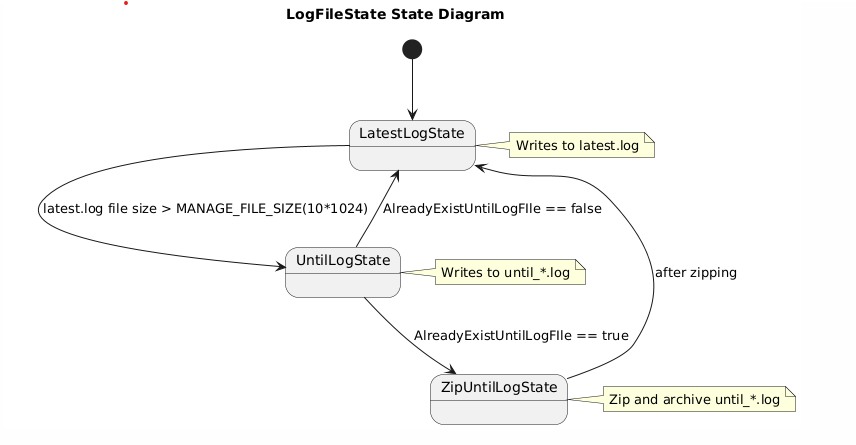 LogFileState State Diagram
LatestLogState
Writes to latest.log
latest.log file size > MANAGE_FILE_SIZE(10*1024)
AlreadyExistUntilLogFIle == false
UntilLogState
Writes to until_*.log
after zipping
AlreadyExistUntilLogFIle == true
ZipUntilLogState
Zip and archive until_*.log